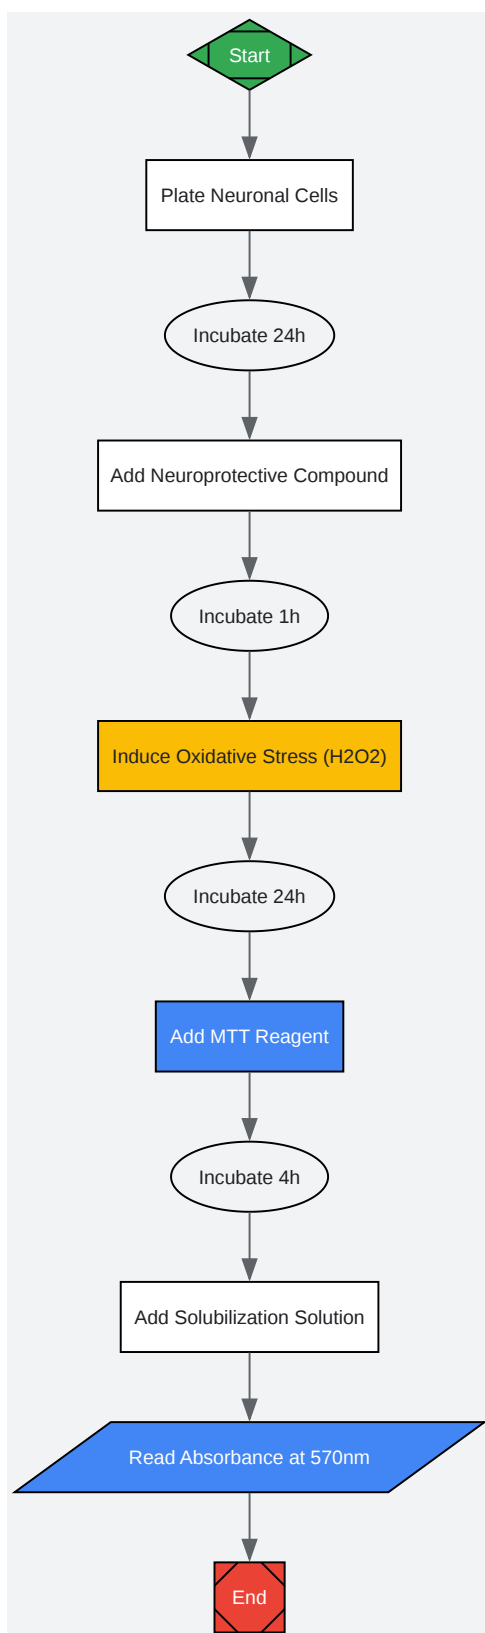 Start
Plate Neuronal Cells
Incubate 24h
Add Neuroprotective Compound
Incubate 1h
Induce Oxidative Stress (H2O2)
Incubate 24h
Add MTT Reagent
Incubate 4h
Add Solubilization Solution
Read Absorbance at 570nm
End